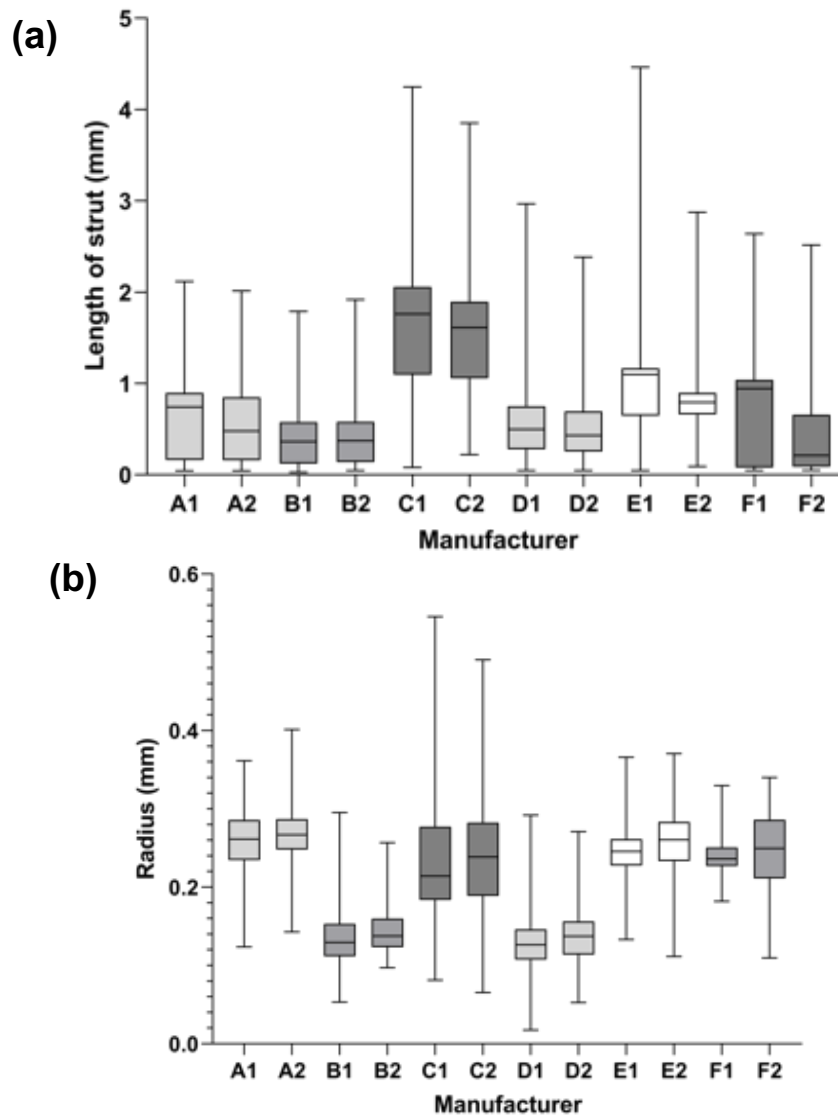 (a)
Length of strut (mm)
5
4
3
2
1
0
A1 A2 B1 B2 C1 C2 D1 D2 E1 E2 F1 F2
Manufacturer
(b)
Radius (mm)
0.6
0.4
0.2
0.0
A1 A2 B1 B2 C1 C2 D1 D2 E1 E2 F1 F2
Manufacturer